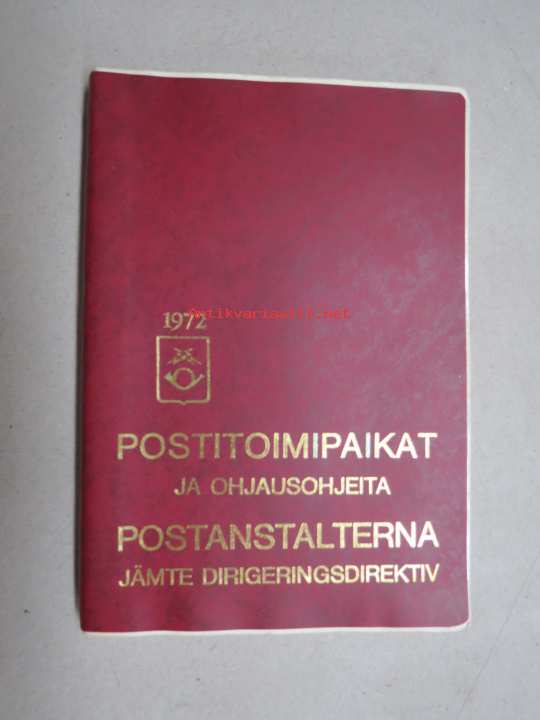 1972
Antikvariaatti.net
POSTITOIMIPAIKAT
JA OHJAUSOHJEITA
POSTANSTALTERNA
JÄMTE DIRIGERINGSDIREKTIV